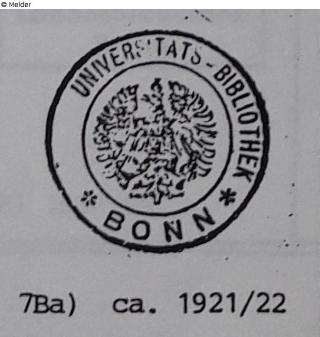 © Melder
UNIVERSITÄTS-BIBLIOTHEK
* BONN *
7Ba) ca. 1921/22